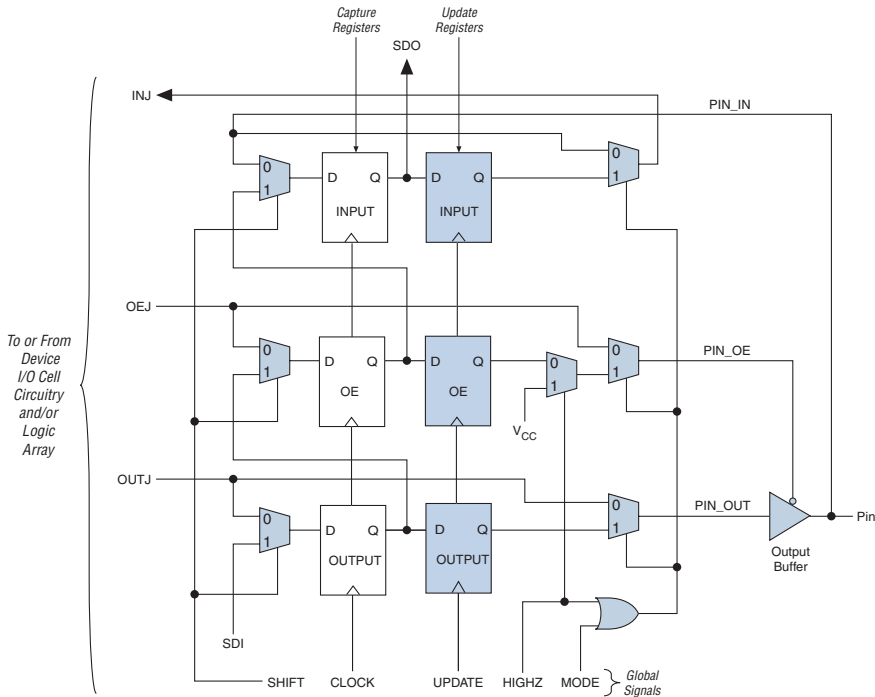 Capture
Registers
Update
Registers
SDO
INJ
PIN_IN
0
1
D Q
INPUT
D Q
INPUT
0
1
OEJ
To or From
Device
I/O Cell
Circuitry
and/or
Logic
Array
0
1
D Q
OE
D Q
OE
0
1
0
1
PIN_OE
VCC
OUTJ
0
1
D Q
OUTPUT
D Q
OUTPUT
0
1
PIN_OUT
Pin
Output
Buffer
SDI
SHIFT
CLOCK
UPDATE
HIGHZ
MODE
Global
Signals